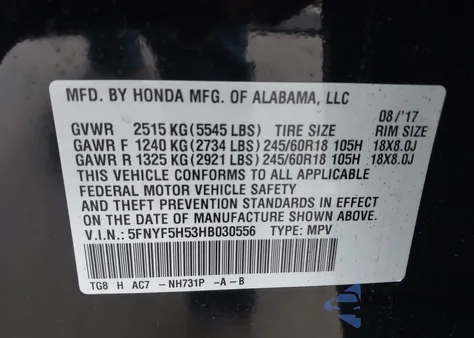 MFD. BY HONDA MFG. OF ALABAMA, LLC
08/'17
GVWR 2515 KG (5545 LBS) TIRE SIZE RIM SIZE
GAWR F 1240 KG (2734 LBS) 245/60R18 105H 18X8.0J
GAWR R 1325 KG (2921 LBS) 245/60R18 105H 18X8.0J
THIS VEHICLE CONFORMS TO ALL APPLICABLE
FEDERAL MOTOR VEHICLE SAFETY
AND THEFT PREVENTION STANDARDS IN EFFECT
ON THE DATE OF MANUFACTURE SHOWN ABOVE.
V.I.N.: 5FNYF5H53HB030556 TYPE: MPV
TG8 H AC7 - NH731P -A-B